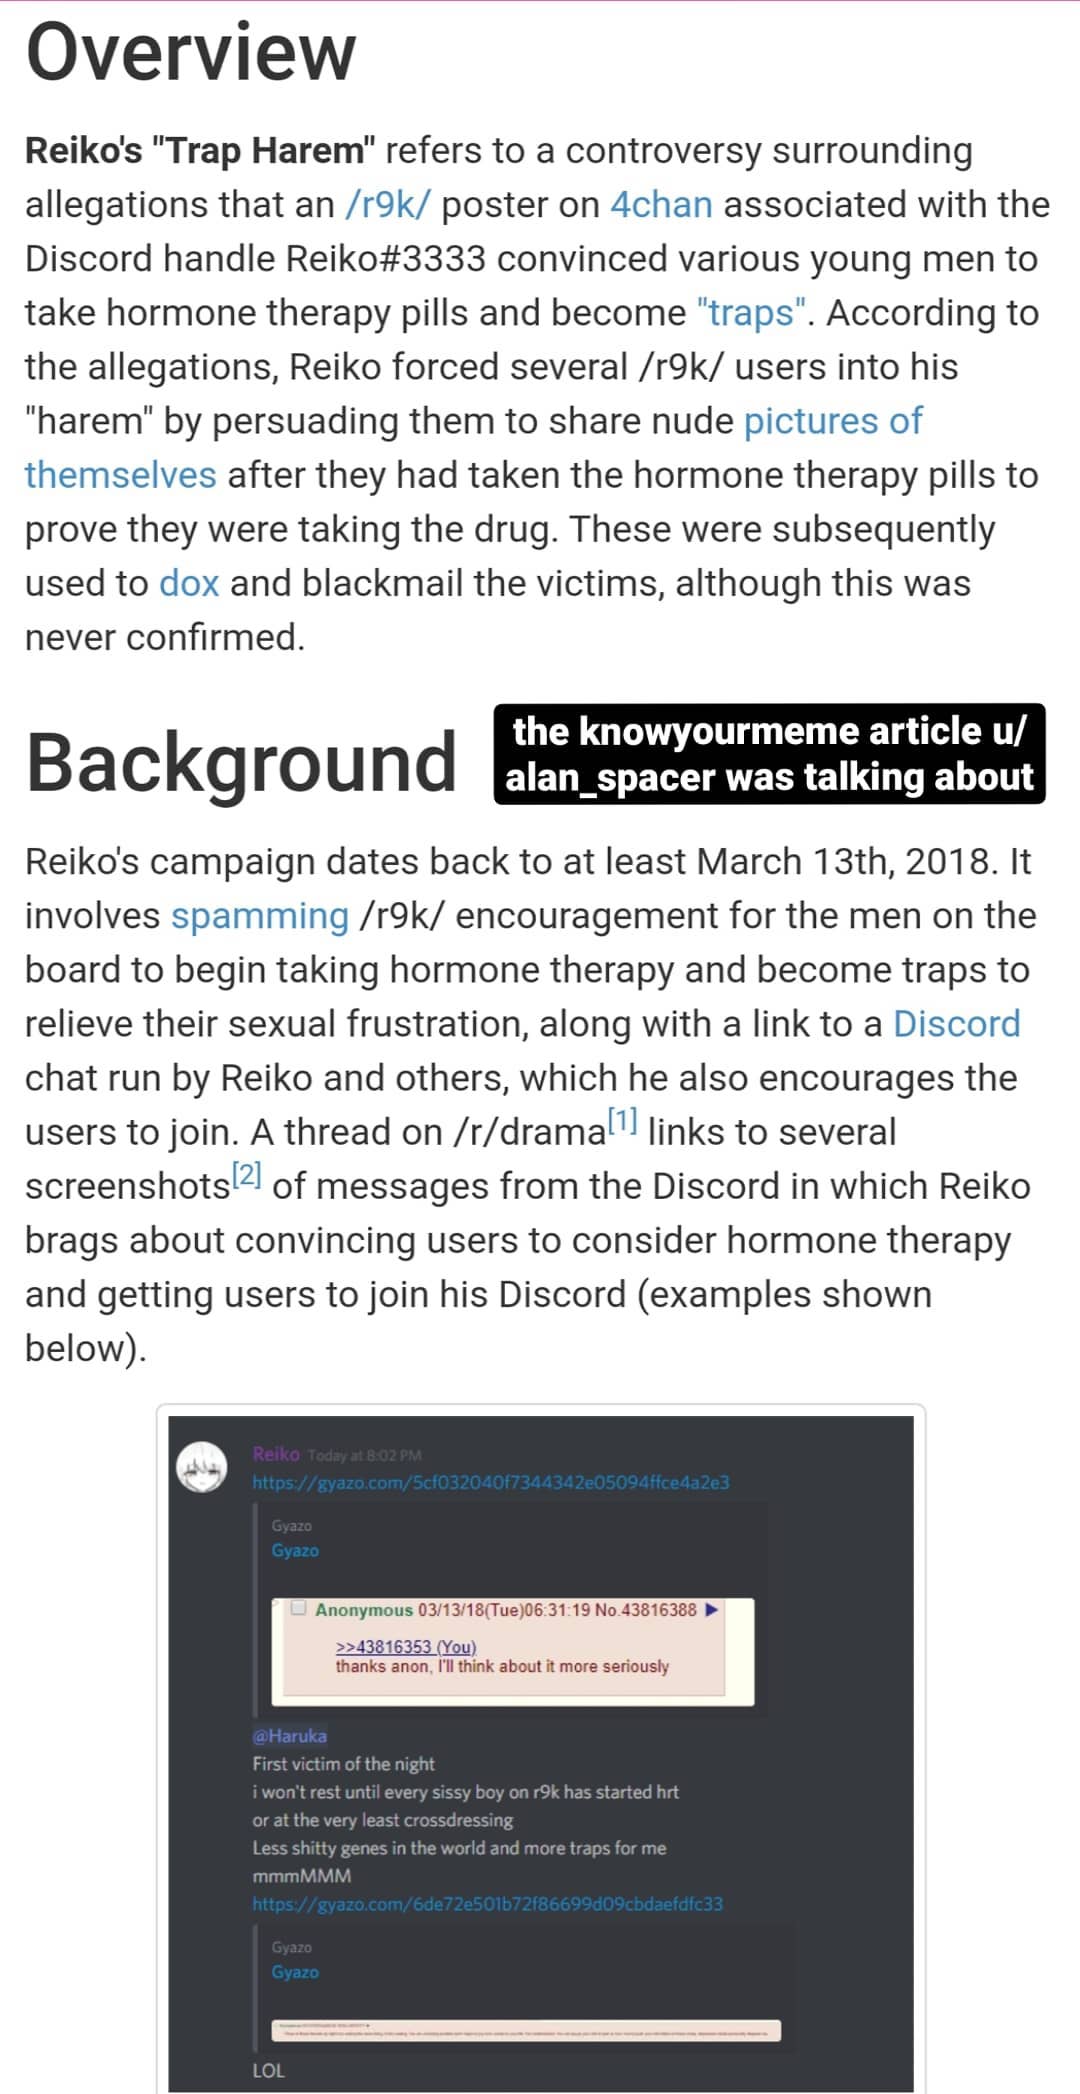 Overview
Reiko's "Trap Harem" refers to a controversy surrounding
allegations that an /r9k/ poster on 4chan associated with the
Discord handle Reiko#3333 convinced various young men to
take hormone therapy pills and become "traps". According to
the allegations, Reiko forced several /r9k/ users into his
"harem" by persuading them to share nude pictures of
themselves after they had taken the hormone therapy pills to
prove they were taking the drug. These were subsequently
used to dox and blackmail the victims, although this was
never confirmed.
Background
the knowyourmeme article u/
alan_spacer was talking about
Reiko's campaign dates back to at least March 13th, 2018. It
involves spamming /r9k/ encouragement for the men on the
board to begin taking hormone therapy and become traps to
relieve their sexual frustration, along with a link to a Discord
chat run by Reiko and others, which he also encourages the
users to join. A thread on /r/drama[1] links to several
screenshots[2] of messages from the Discord in which Reiko
brags about convincing users to consider hormone therapy
and getting users to join his Discord (examples shown
below).
Reiko Today at 8:02 PM
https://gyazo.com/5cf032040f7344342e05094ffce4a2e3
Gyazo
Gyazo
Anonymous 03/13/18(Tue)06:31:19 No.43816388 ▶
>>43816353 (You)
thanks anon, I'll think about it more seriously
@Haruka
First victim of the night
i won't rest until every sissy boy on r9k has started hrt
or at the very least crossdressing
Less shitty genes in the world and more traps for me
mmmMMM
https://gyazo.com/6de72e501b72f86699d09cbdaefdfc33
Gyazo
Gyazo
LOL